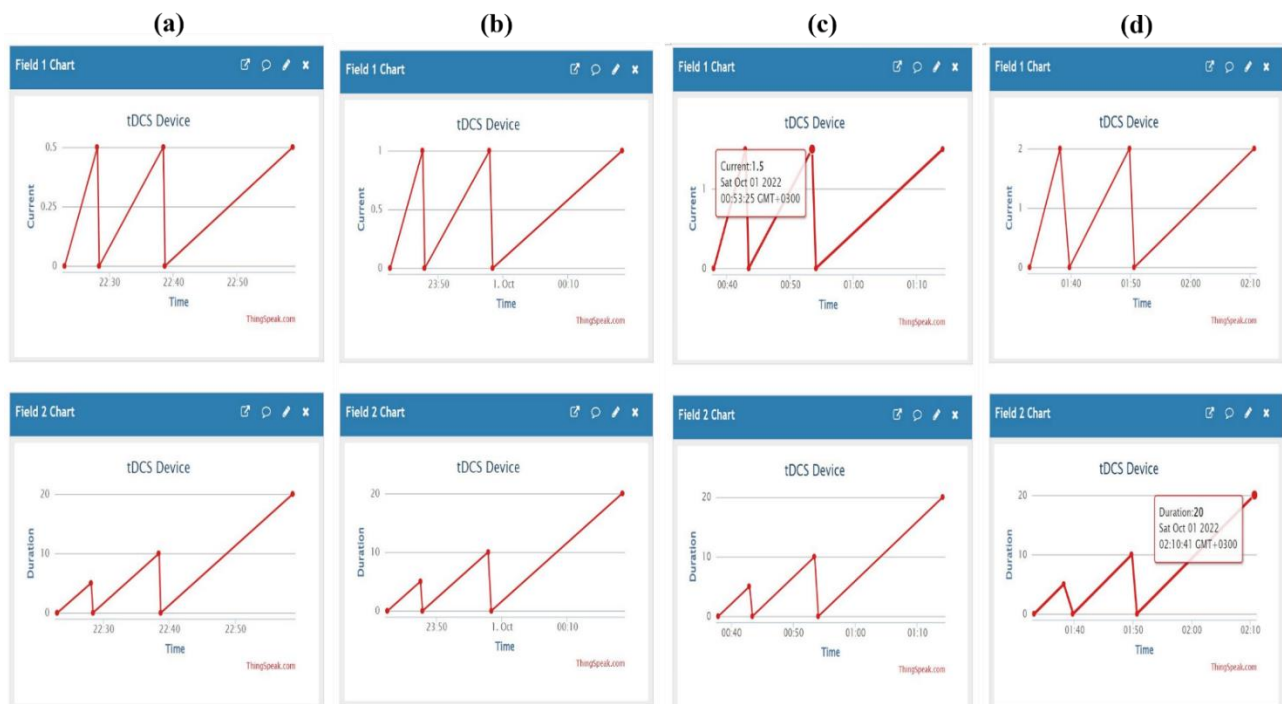 (a)
(b)
(c)
(d)
Field 1 Chart
tDCS Device
0.5
0.25
0
Current
22:30
22:40
22:50
Time
ThingSpeak.com
Field 1 Chart
tDCS Device
1
0.5
0
Current
23:50
1. Oct
00:10
Time
ThingSpeak.com
Field 1 Chart
tDCS Device
Current:1.5
Sat Oct 01 2022
00:53:25 GMT+0300
1
0
Current
00:40
00:50
01:00
01:10
Time
ThingSpeak.com
Field 1 Chart
tDCS Device
2
1
0
Current
01:40
01:50
02:00
02:10
Time
ThingSpeak.com
Field 2 Chart
tDCS Device
20
10
0
Duration
22:30
22:40
22:50
Time
ThingSpeak.com
Field 2 Chart
tDCS Device
20
10
0
Duration
23:50
1. Oct
00:10
Time
ThingSpeak.com
Field 2 Chart
tDCS Device
20
10
0
Duration
00:40
00:50
01:00
01:10
Time
ThingSpeak.com
Field 2 Chart
tDCS Device
20
10
0
Duration:20
Sat Oct 01 2022
02:10:41 GMT+0300
Duration
01:40
01:50
02:00
02:10
Time
ThingSpeak.com